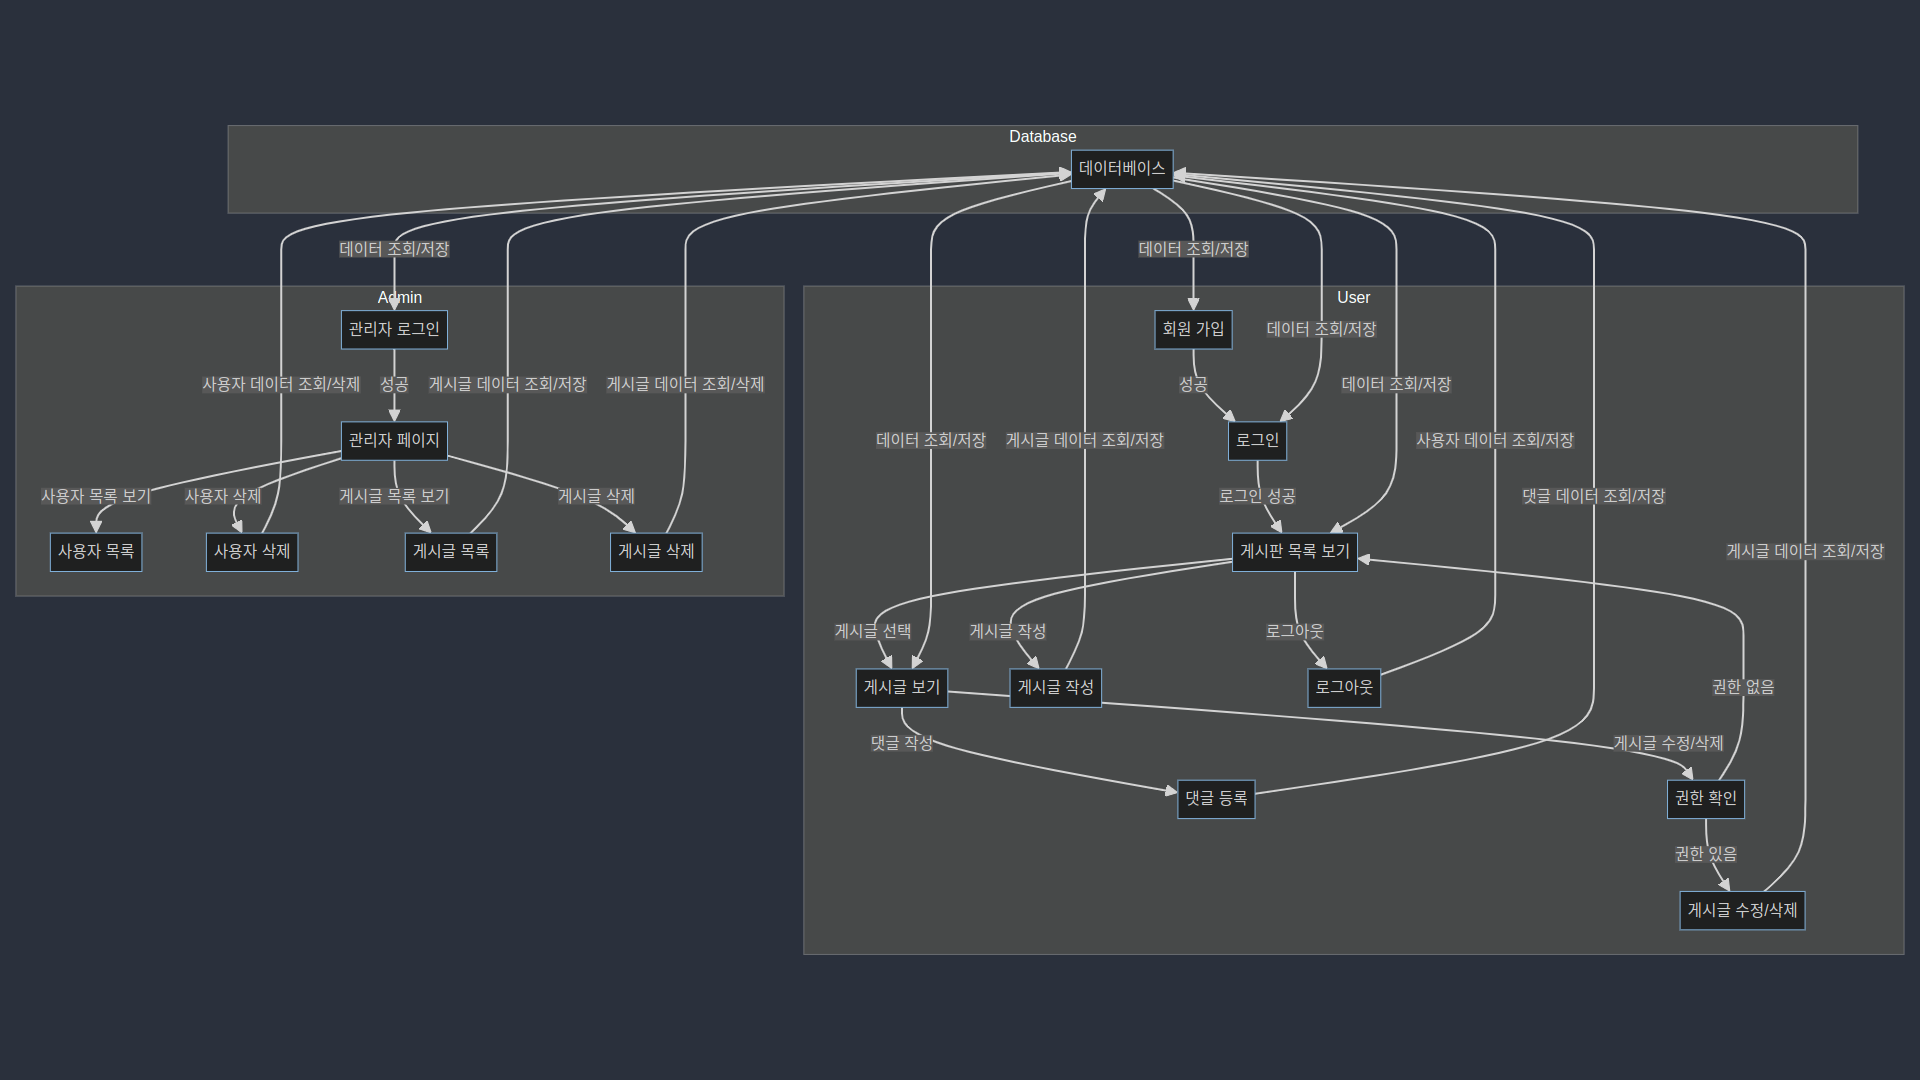 Database
데이터베이스
데이터 조회/저장
데이터 조회/저장
Admin
User
관리자 로그인
회원 가입
데이터 조회/저장
사용자 데이터 조회/삭제
성공
게시글 데이터 조회/저장
게시글 데이터 조회/삭제
성공
데이터 조회/저장
관리자 페이지
데이터 조회/저장
게시글 데이터 조회/저장
로그인
사용자 데이터 조회/저장
사용자 목록 보기
사용자 삭제
게시글 목록 보기
게시글 삭제
로그인 성공
댓글 데이터 조회/저장
사용자 목록
사용자 삭제
게시글 목록
게시글 삭제
게시판 목록 보기
게시글 데이터 조회/저장
게시글 선택
게시글 작성
로그아웃
게시글 보기
게시글 작성
로그아웃
권한 없음
댓글 작성
게시글 수정/삭제
댓글 등록
권한 확인
권한 있음
게시글 수정/삭제